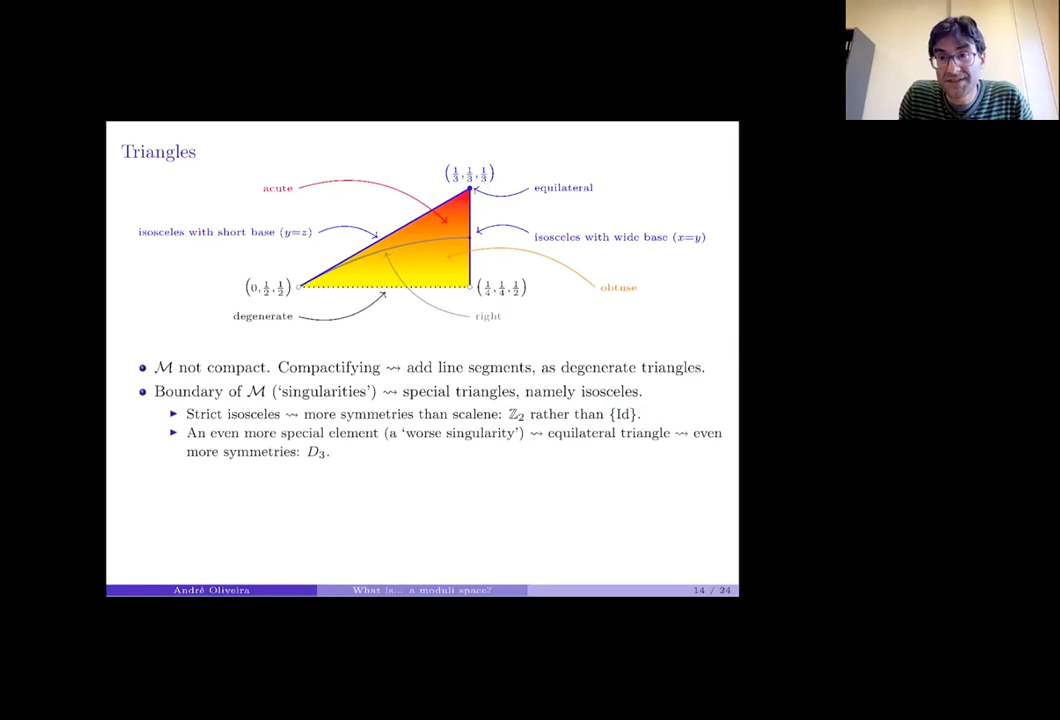 Triangles
(1/3, 1/3, 1/3)
acute
equilateral
isosceles with short base (y=z)
isosceles with wide base (x=y)
(0, 1/2, 1/2)
(1/4, 1/4, 1/2)
obtuse
degenerate
right
M not compact. Compactifying ⇝ add line segments, as degenerate triangles.
Boundary of M (‘singularities’) ⇝ special triangles, namely isosceles.
Strict isosceles ⇝ more symmetries than scalene: ℤ₂ rather than {Id}.
An even more special element (a ‘worse singularity’) ⇝ equilateral triangle ⇝ even
more symmetries: D₃.
André Oliveira
What is... a moduli space?
14 / 24